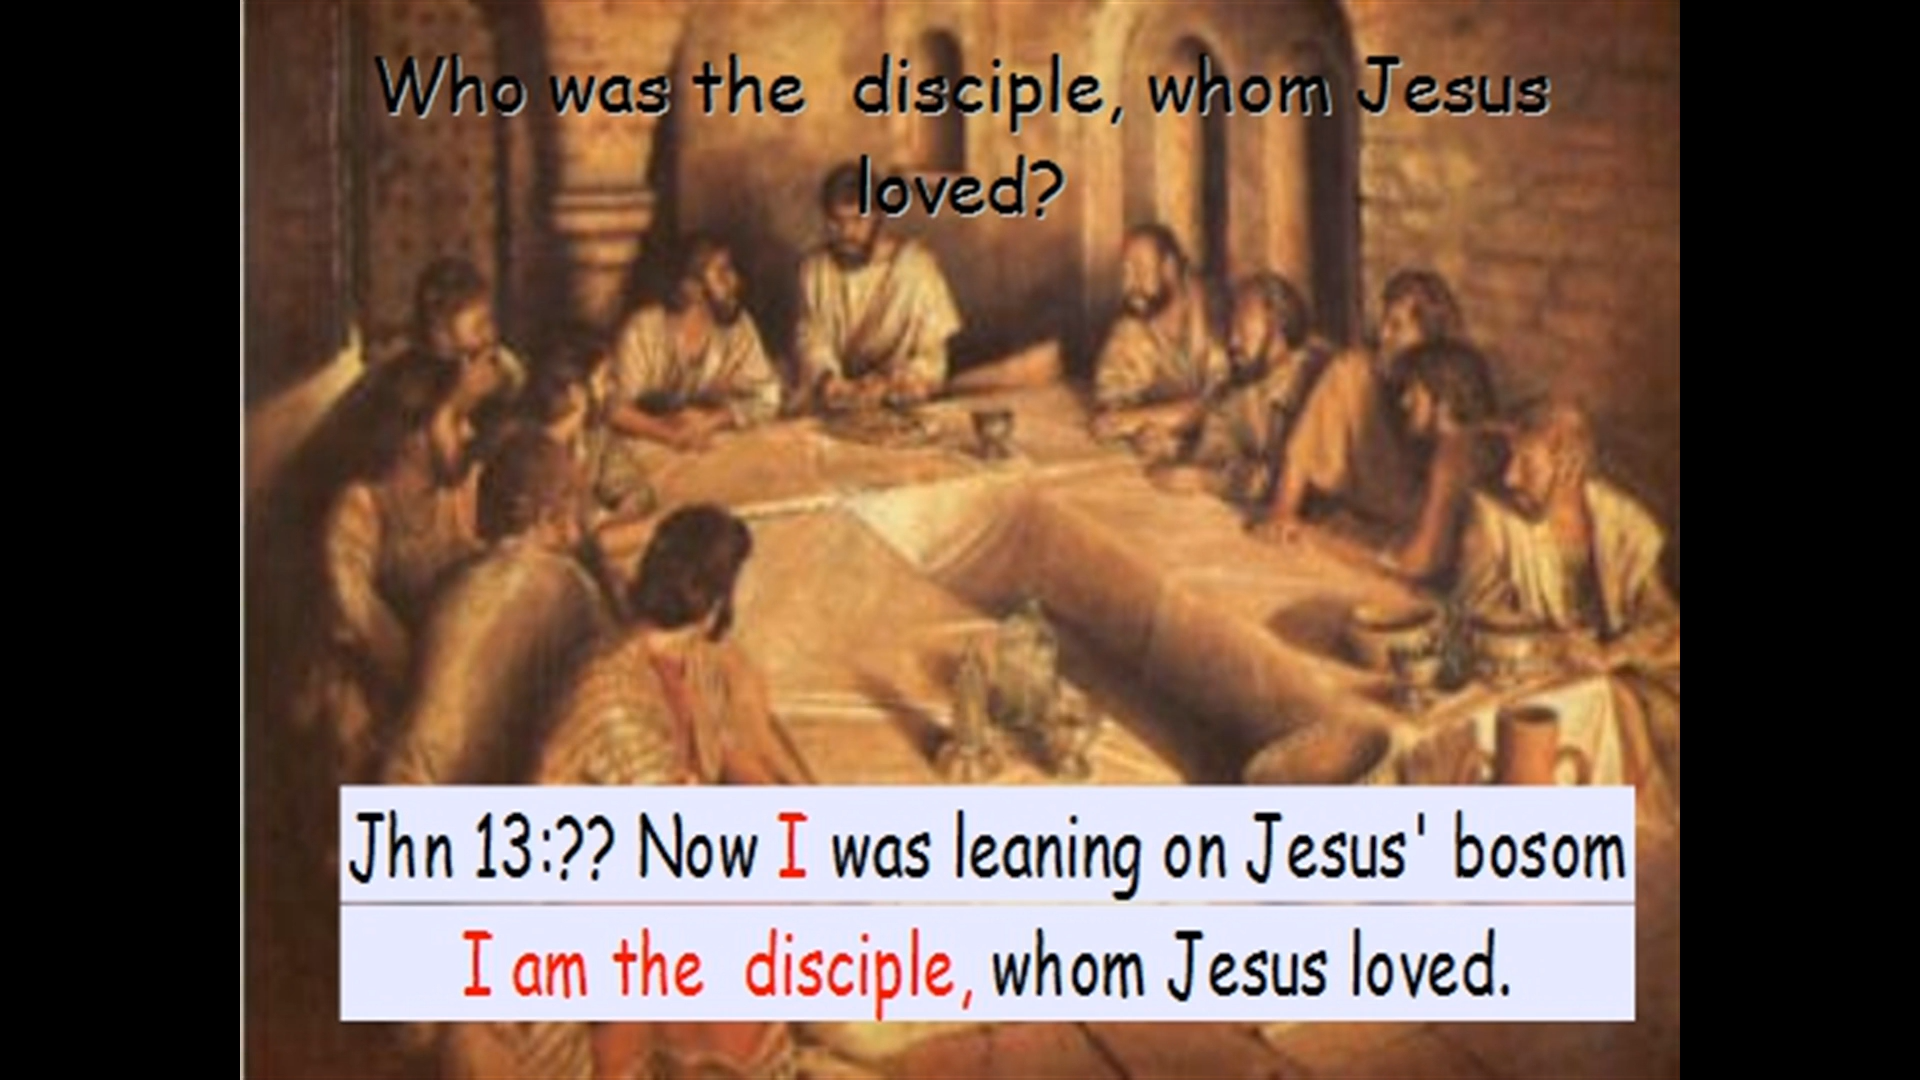 Who was the disciple, whom Jesus
loved?
Jhn 13:?? Now I was leaning on Jesus' bosom
I am the disciple, whom Jesus loved.